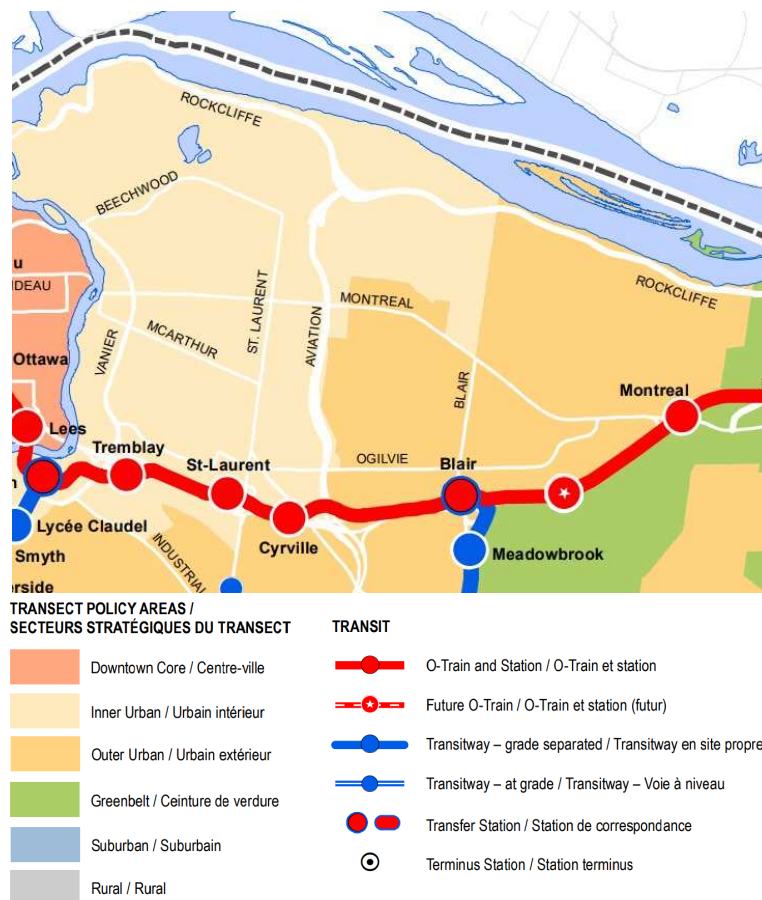 ROCKCLIFFE
BEECHWOOD
u
IDEAU
MONTREAL
ST. LAURENT
AVIATION
ROCKCLIFFE
MCARTHUR
VANIER
Ottawa
BLAIR
Montreal
Lees
Tremblay
St-Laurent
OGILVIE
Blair
n
Lycée Claudel
Cyrville
Smyth
INDUSTRIAL
Meadowbrook
erside
TRANSECT POLICY AREAS /
SECTEURS STRATÉGIQUES DU TRANSECT
Downtown Core / Centre-ville
Inner Urban / Urbain intérieur
Outer Urban / Urbain extérieur
Greenbelt / Ceinture de verdure
Suburban / Suburbain
Rural / Rural
TRANSIT
O-Train and Station / O-Train et station
Future O-Train / O-Train et station (futur)
Transitway – grade separated / Transitway en site propre
Transitway – at grade / Transitway – Voie à niveau
Transfer Station / Station de correspondance
Terminus Station / Station terminus